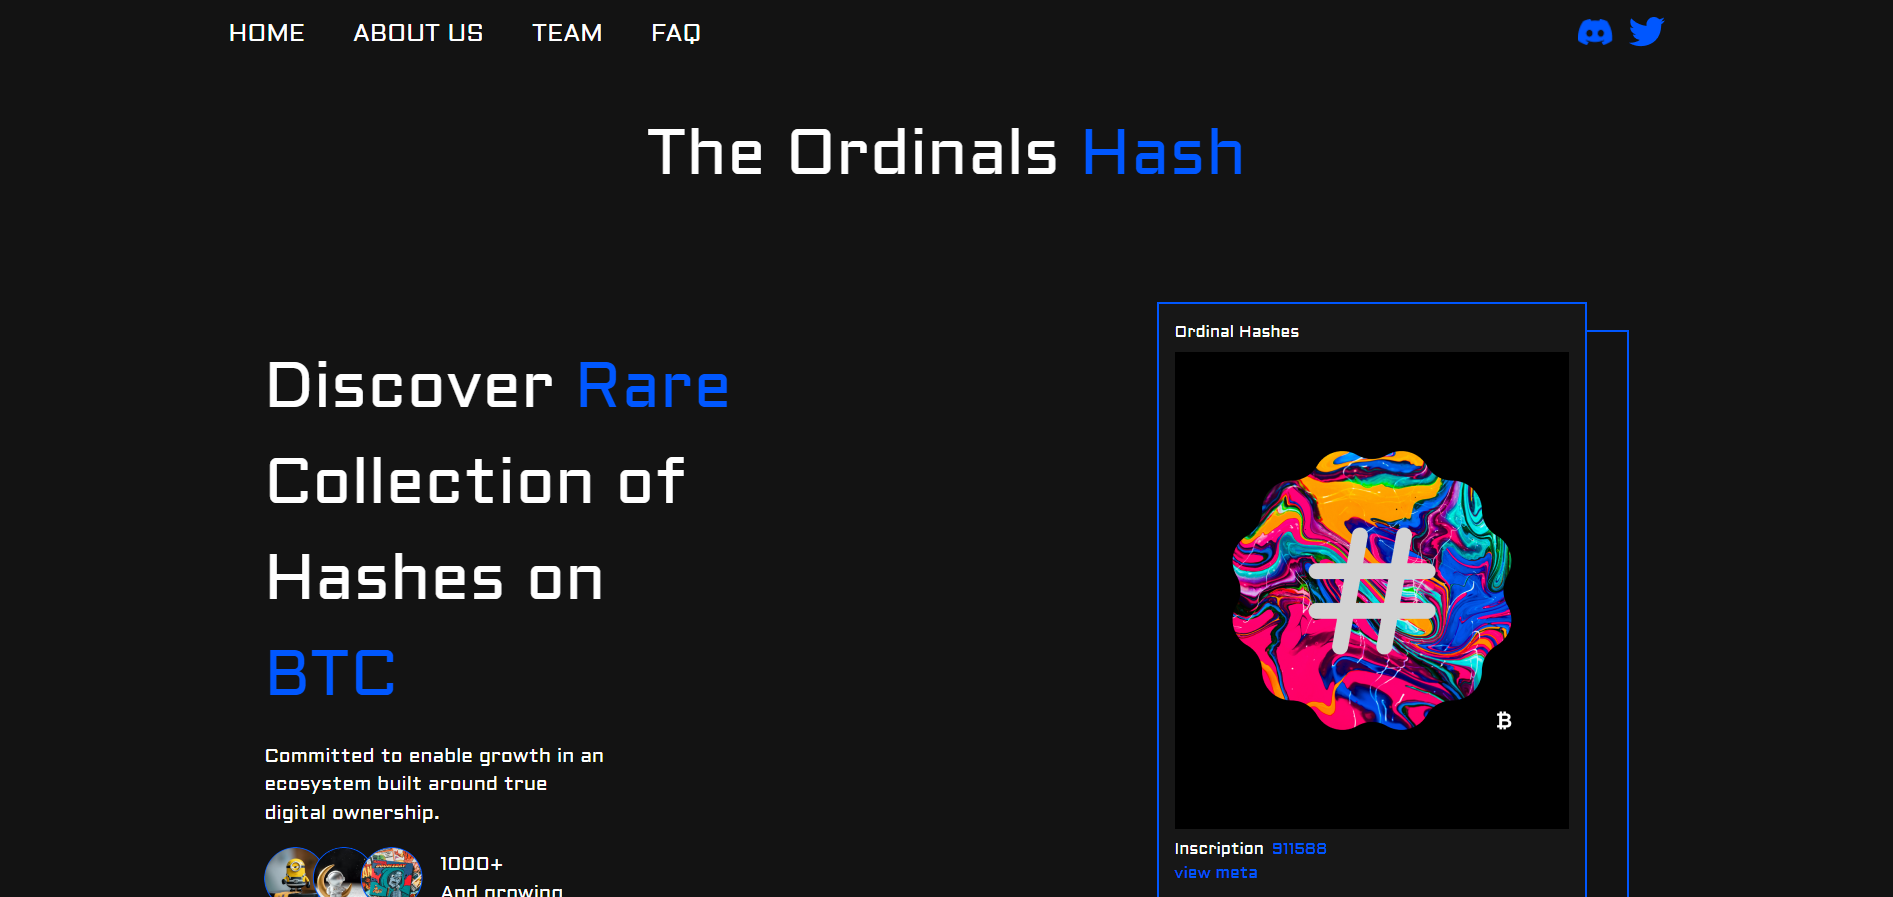 HOME ABOUT US TEAM FAQ
The Ordinals Hash
Discover Rare
Collection of
Hashes on
BTC
Committed to enable growth in an
ecosystem built around true
digital ownership.
1000+
And growing
Ordinal Hashes
#
Inscription 911588
view meta